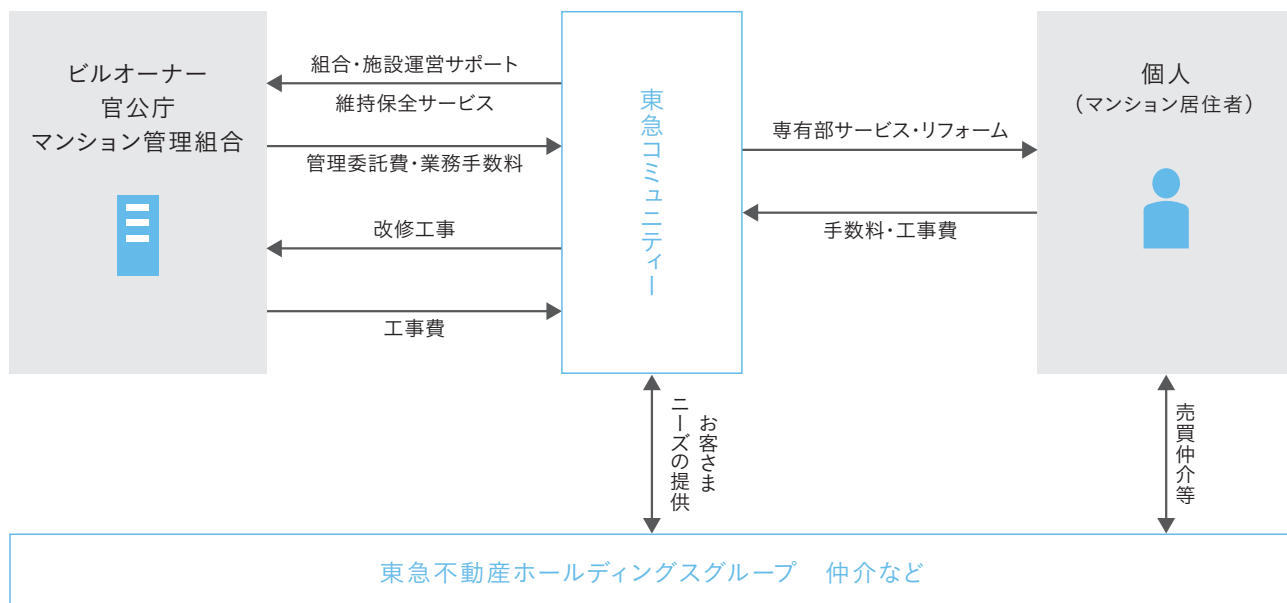 ビルオーナー
官公庁
マンション管理組合
組合・施設運営サポート
維持保全サービス
管理委託費・業務手数料
改修工事
工事費
東急コミュニティー
専有部サービス・リフォーム
手数料・工事費
個人
（マンション居住者）
お客さま
ニーズの提供
売買仲介等
東急不動産ホールディングスグループ　仲介など